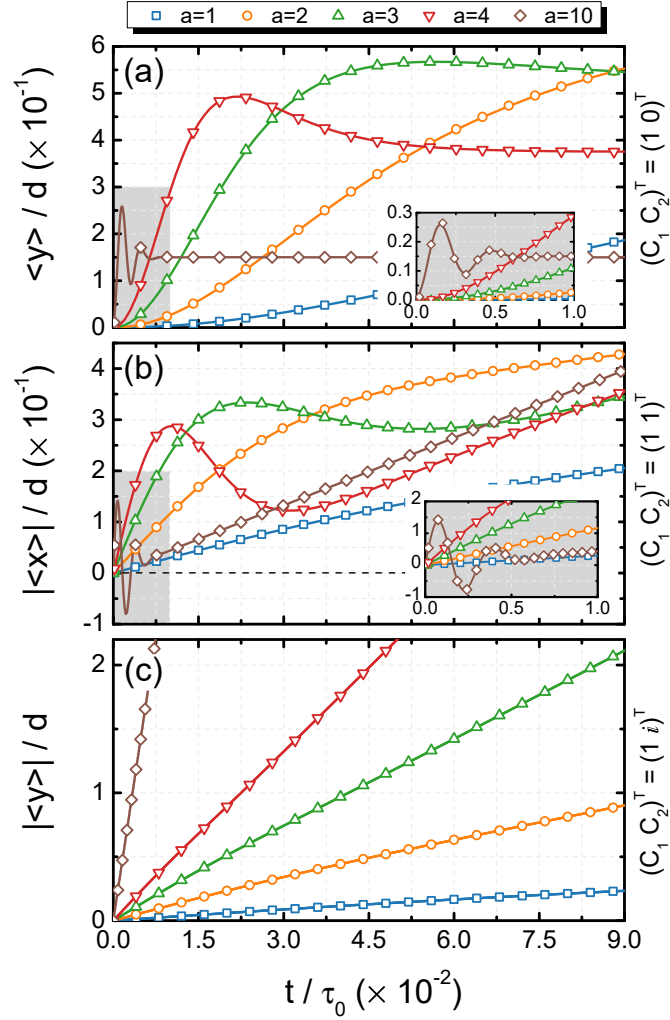 a=1 a=2 a=3 a=4 a=10
(a)
6
5
4
3
2
1
0
<y> / d (× 10⁻¹)
(C₁ C₂)ᵀ = (1 0)ᵀ
0.3
0.2
0.1
0.0
0.0 0.5 1.0
(b)
4
3
2
1
0
-1
|<x>| / d (× 10⁻¹)
(C₁ C₂)ᵀ = (1 1)ᵀ
2
1
0
-1
0.0 0.5 1.0
(c)
2
1
0
|<y>| / d
(C₁ C₂)ᵀ = (1 i)ᵀ
0.0 1.5 3.0 4.5 6.0 7.5 9.0
t / τ₀ (× 10⁻²)